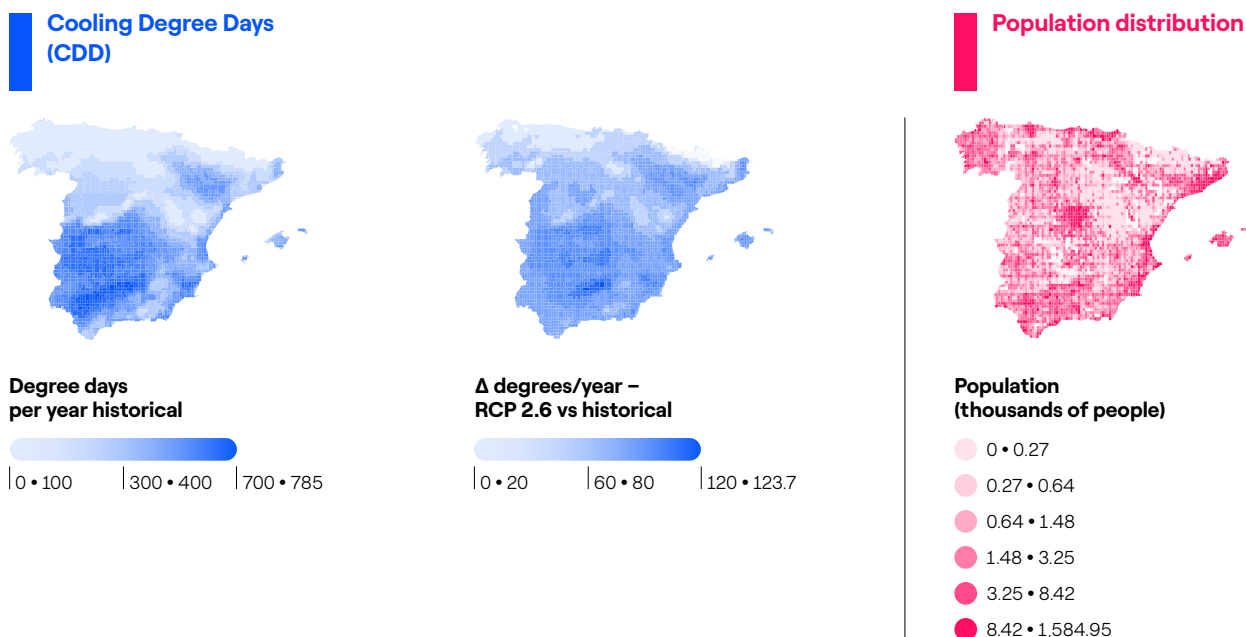 Cooling Degree Days
(CDD)
Population distribution
Degree days
per year historical
0 • 100
300 • 400
700 • 785
Δ degrees/year –
RCP 2.6 vs historical
0 • 20
60 • 80
120 • 123.7
Population
(thousands of people)
0 • 0.27
0.27 • 0.64
0.64 • 1.48
1.48 • 3.25
3.25 • 8.42
8.42 • 1,584.95